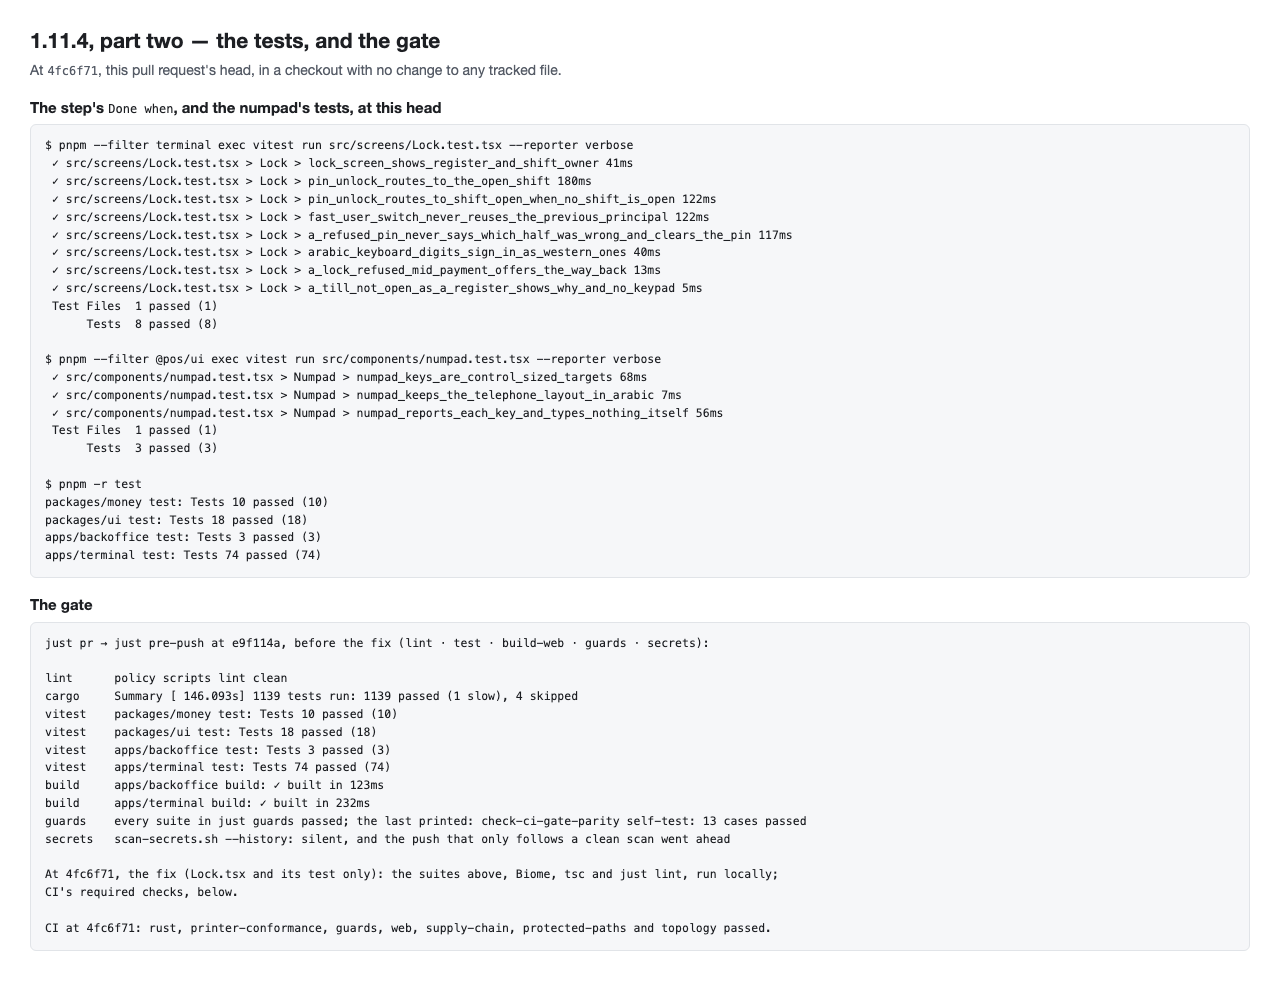 1.11.4, part two — the tests, and the gate
At 4fc6f71, this pull request's head, in a checkout with no change to any tracked file.
The step's Done when, and the numpad's tests, at this head
$ pnpm --filter terminal exec vitest run src/screens/Lock.test.tsx --reporter verbose
✓ src/screens/Lock.test.tsx > Lock > lock_screen_shows_register_and_shift_owner 41ms
✓ src/screens/Lock.test.tsx > Lock > pin_unlock_routes_to_the_open_shift 180ms
✓ src/screens/Lock.test.tsx > Lock > pin_unlock_routes_to_shift_open_when_no_shift_is_open 122ms
✓ src/screens/Lock.test.tsx > Lock > fast_user_switch_never_reuses_the_previous_principal 122ms
✓ src/screens/Lock.test.tsx > Lock > a_refused_pin_never_says_which_half_was_wrong_and_clears_the_pin 117ms
✓ src/screens/Lock.test.tsx > Lock > arabic_keyboard_digits_sign_in_as_western_ones 40ms
✓ src/screens/Lock.test.tsx > Lock > a_lock_refused_mid_payment_offers_the_way_back 13ms
✓ src/screens/Lock.test.tsx > Lock > a_till_not_open_as_a_register_shows_why_and_no_keypad 5ms
Test Files  1 passed (1)
Tests  8 passed (8)
$ pnpm --filter @pos/ui exec vitest run src/components/numpad.test.tsx --reporter verbose
✓ src/components/numpad.test.tsx > Numpad > numpad_keys_are_control_sized_targets 68ms
✓ src/components/numpad.test.tsx > Numpad > numpad_keeps_the_telephone_layout_in_arabic 7ms
✓ src/components/numpad.test.tsx > Numpad > numpad_reports_each_key_and_types_nothing_itself 56ms
Test Files  1 passed (1)
Tests  3 passed (3)
$ pnpm -r test
packages/money test: Tests 10 passed (10)
packages/ui test: Tests 18 passed (18)
apps/backoffice test: Tests 3 passed (3)
apps/terminal test: Tests 74 passed (74)
The gate
just pr → just pre-push at e9f114a, before the fix (lint · test · build-web · guards · secrets):
lint      policy scripts lint clean
cargo     Summary [ 146.093s] 1139 tests run: 1139 passed (1 slow), 4 skipped
vitest    packages/money test: Tests 10 passed (10)
vitest    packages/ui test: Tests 18 passed (18)
vitest    apps/backoffice test: Tests 3 passed (3)
vitest    apps/terminal test: Tests 74 passed (74)
build     apps/backoffice build: ✓ built in 123ms
build     apps/terminal build: ✓ built in 232ms
guards    every suite in just guards passed; the last printed: check-ci-gate-parity self-test: 13 cases passed
secrets   scan-secrets.sh --history: silent, and the push that only follows a clean scan went ahead
At 4fc6f71, the fix (Lock.tsx and its test only): the suites above, Biome, tsc and just lint, run locally;
CI's required checks, below.
CI at 4fc6f71: rust, printer-conformance, guards, web, supply-chain, protected-paths and topology passed.